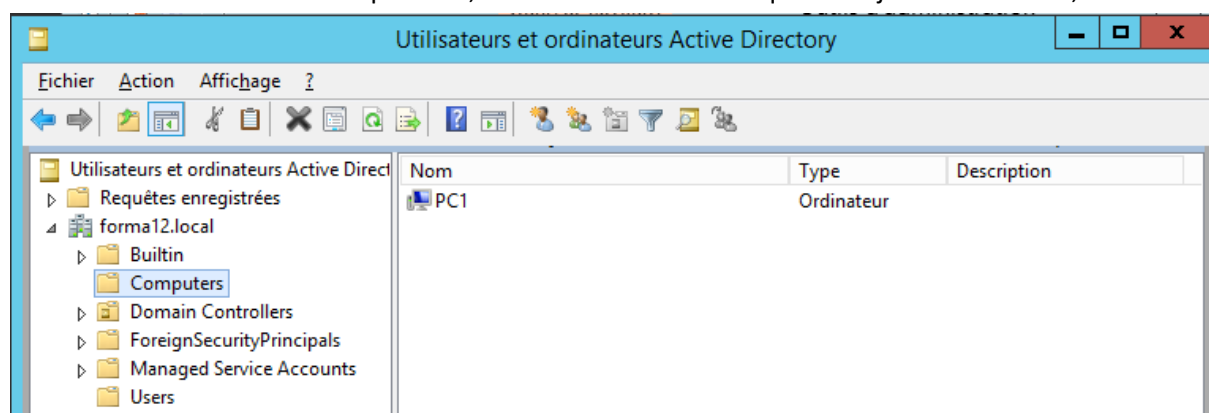 Utilisateurs et ordinateurs Active Directory
Fichier Action Affichage ?
Utilisateurs et ordinateurs Active Direct
Nom Type Description
Requêtes enregistrées
PC1 Ordinateur
forma12.local
Builtin
Computers
Domain Controllers
ForeignSecurityPrincipals
Managed Service Accounts
Users